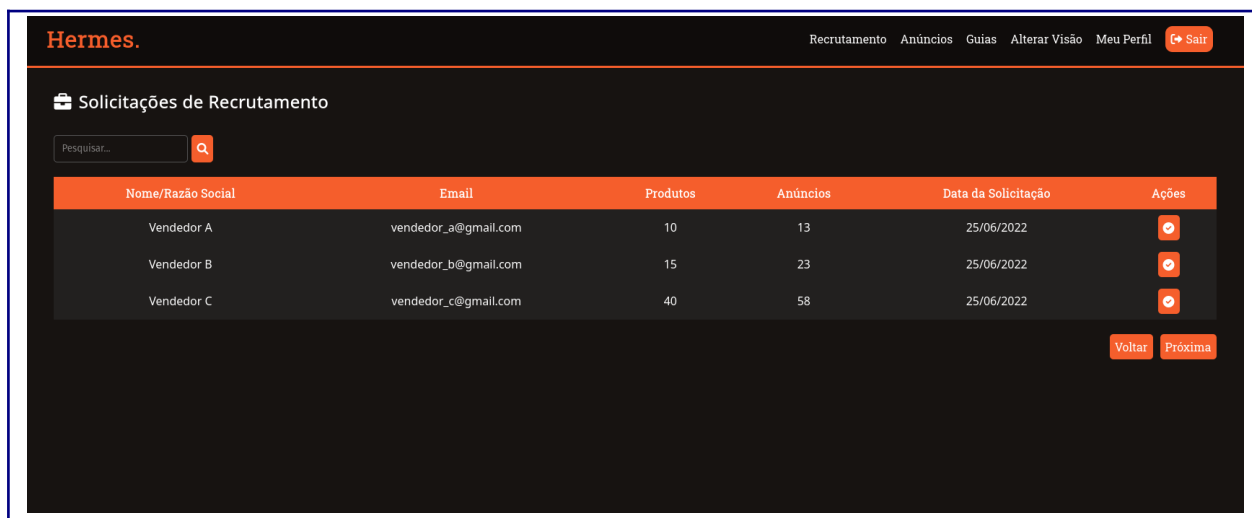 Hermes.
Recrutamento Anúncios Guias Alterar Visão Meu Perfil Sair
Solicitações de Recrutamento
Pesquisar...
Nome/Razão Social Email Produtos Anúncios Data da Solicitação Ações
Vendedor A vendedor_a@gmail.com 10 13 25/06/2022
Vendedor B vendedor_b@gmail.com 15 23 25/06/2022
Vendedor C vendedor_c@gmail.com 40 58 25/06/2022
Voltar Próxima